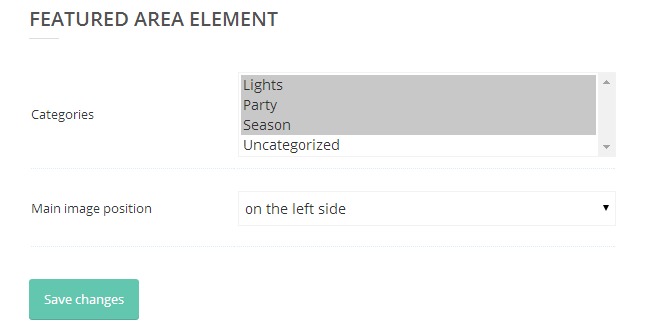 FEATURED AREA ELEMENT
Categories
Lights
Party
Season
Uncategorized
Main image position
on the left side
Save changes